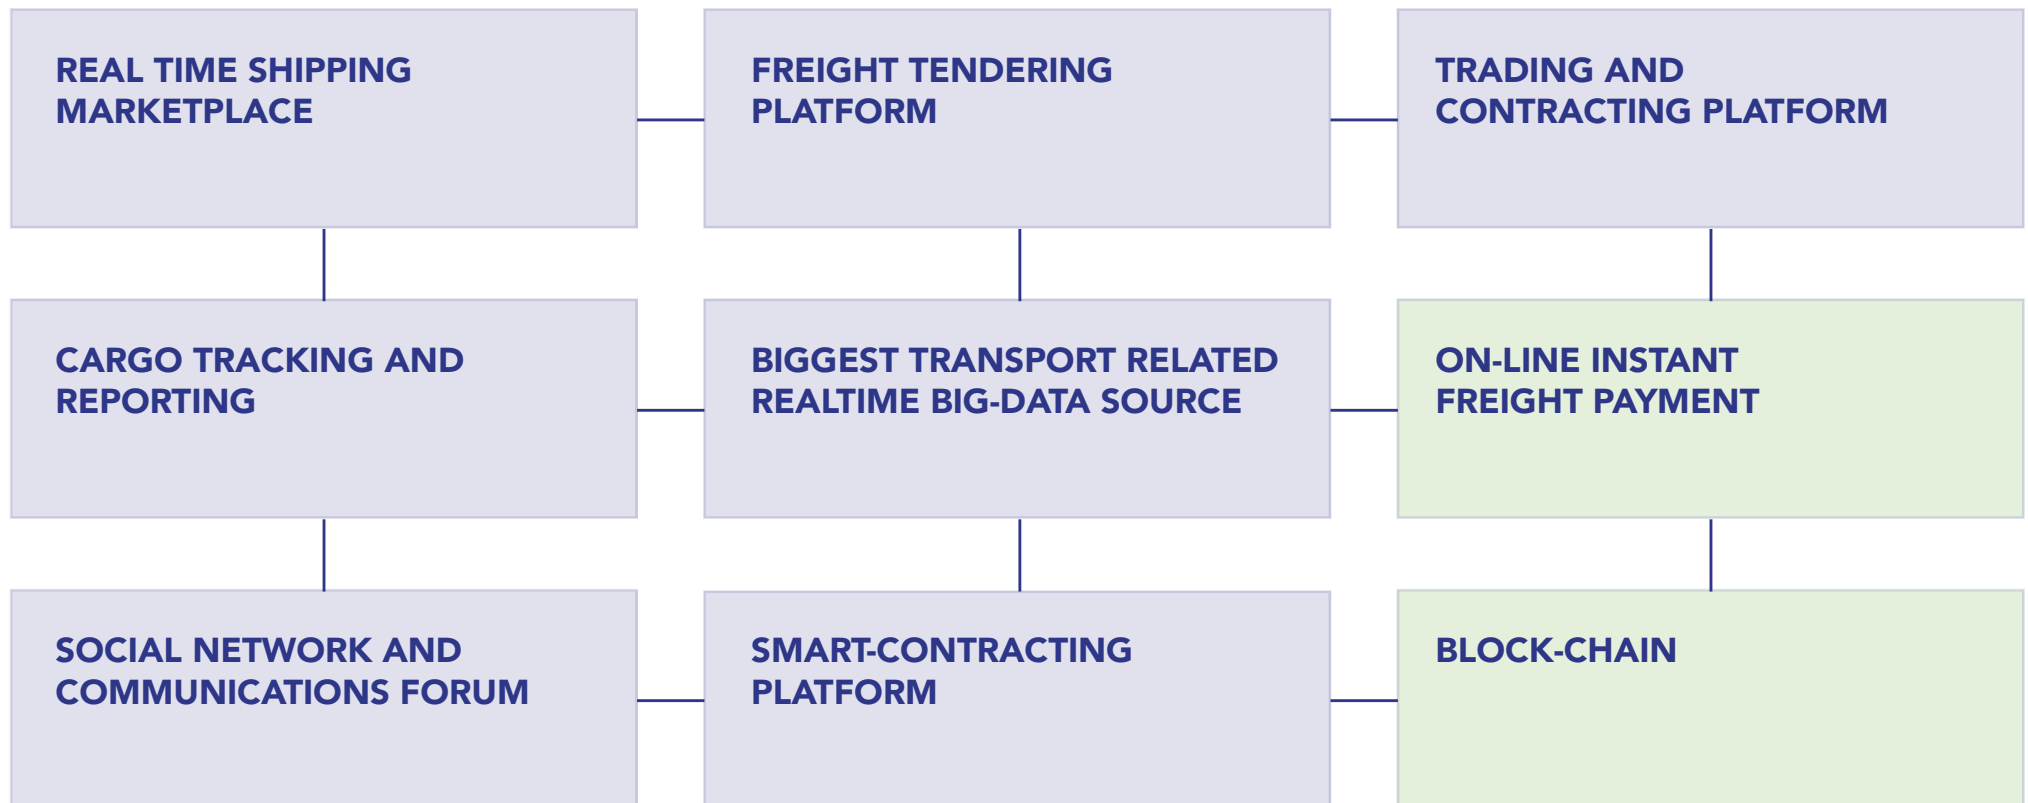 REAL TIME SHIPPING
MARKETPLACE
FREIGHT TENDERING
PLATFORM
TRADING AND
CONTRACTING PLATFORM
CARGO TRACKING AND
REPORTING
BIGGEST TRANSPORT RELATED
REALTIME BIG-DATA SOURCE
ON-LINE INSTANT
FREIGHT PAYMENT
SOCIAL NETWORK AND
COMMUNICATIONS FORUM
SMART-CONTRACTING
PLATFORM
BLOCK-CHAIN